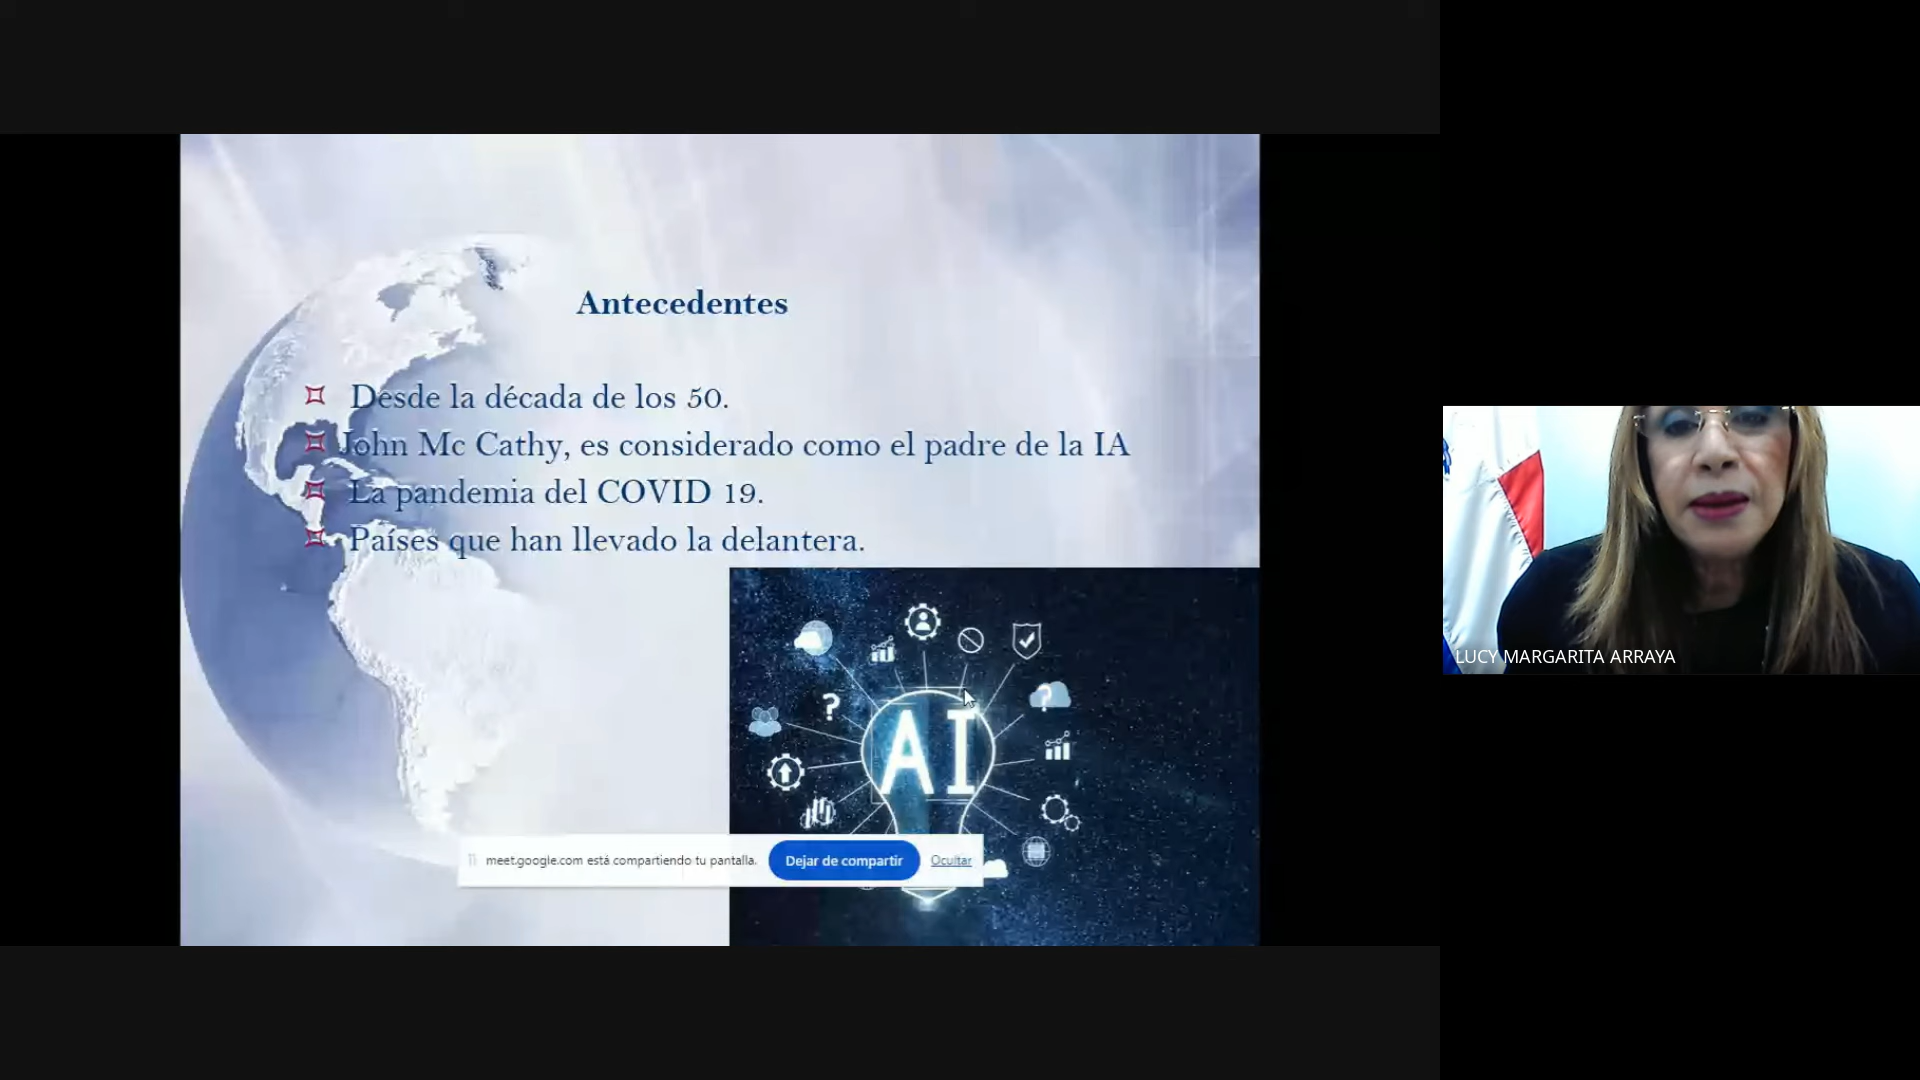 Antecedentes
Desde la década de los 50.
John Mc Cathy, es considerado como el padre de la IA
La pandemia del COVID 19.
Países que han llevado la delantera.
?
?
AI
meet.google.com está compartiendo tu pantalla.
Dejar de compartir
Ocultar
LUCY MARGARITA ARRAYA